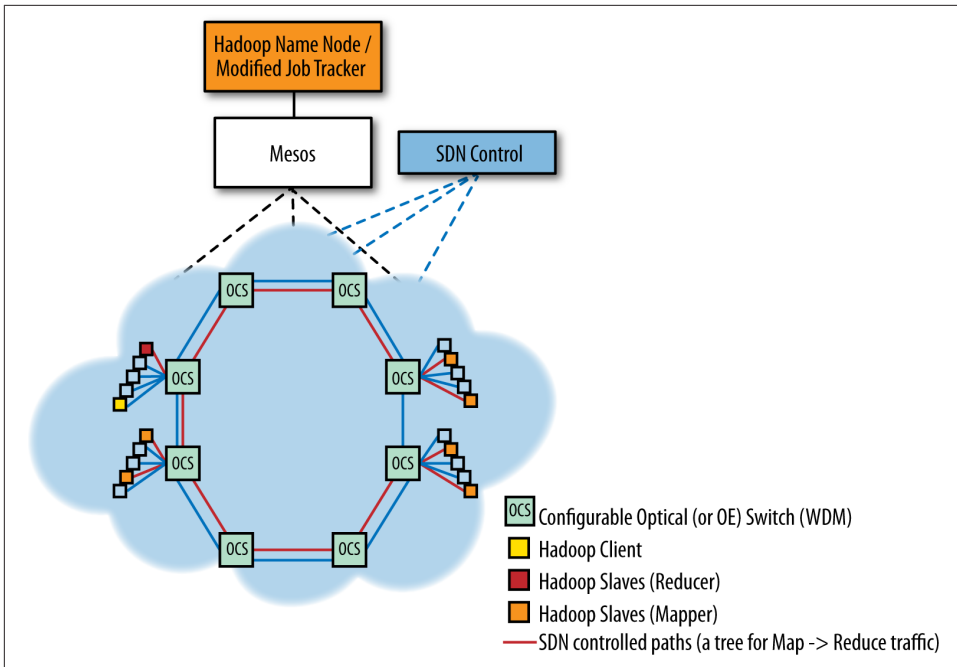 Hadoop Name Node /
Modified Job Tracker
Mesos
SDN Control
OCS
OCS
OCS
OCS
OCS
OCS
OCS
OCS
OCS Configurable Optical (or OE) Switch (WDM)
Hadoop Client
Hadoop Slaves (Reducer)
Hadoop Slaves (Mapper)
SDN controlled paths (a tree for Map -> Reduce traffic)